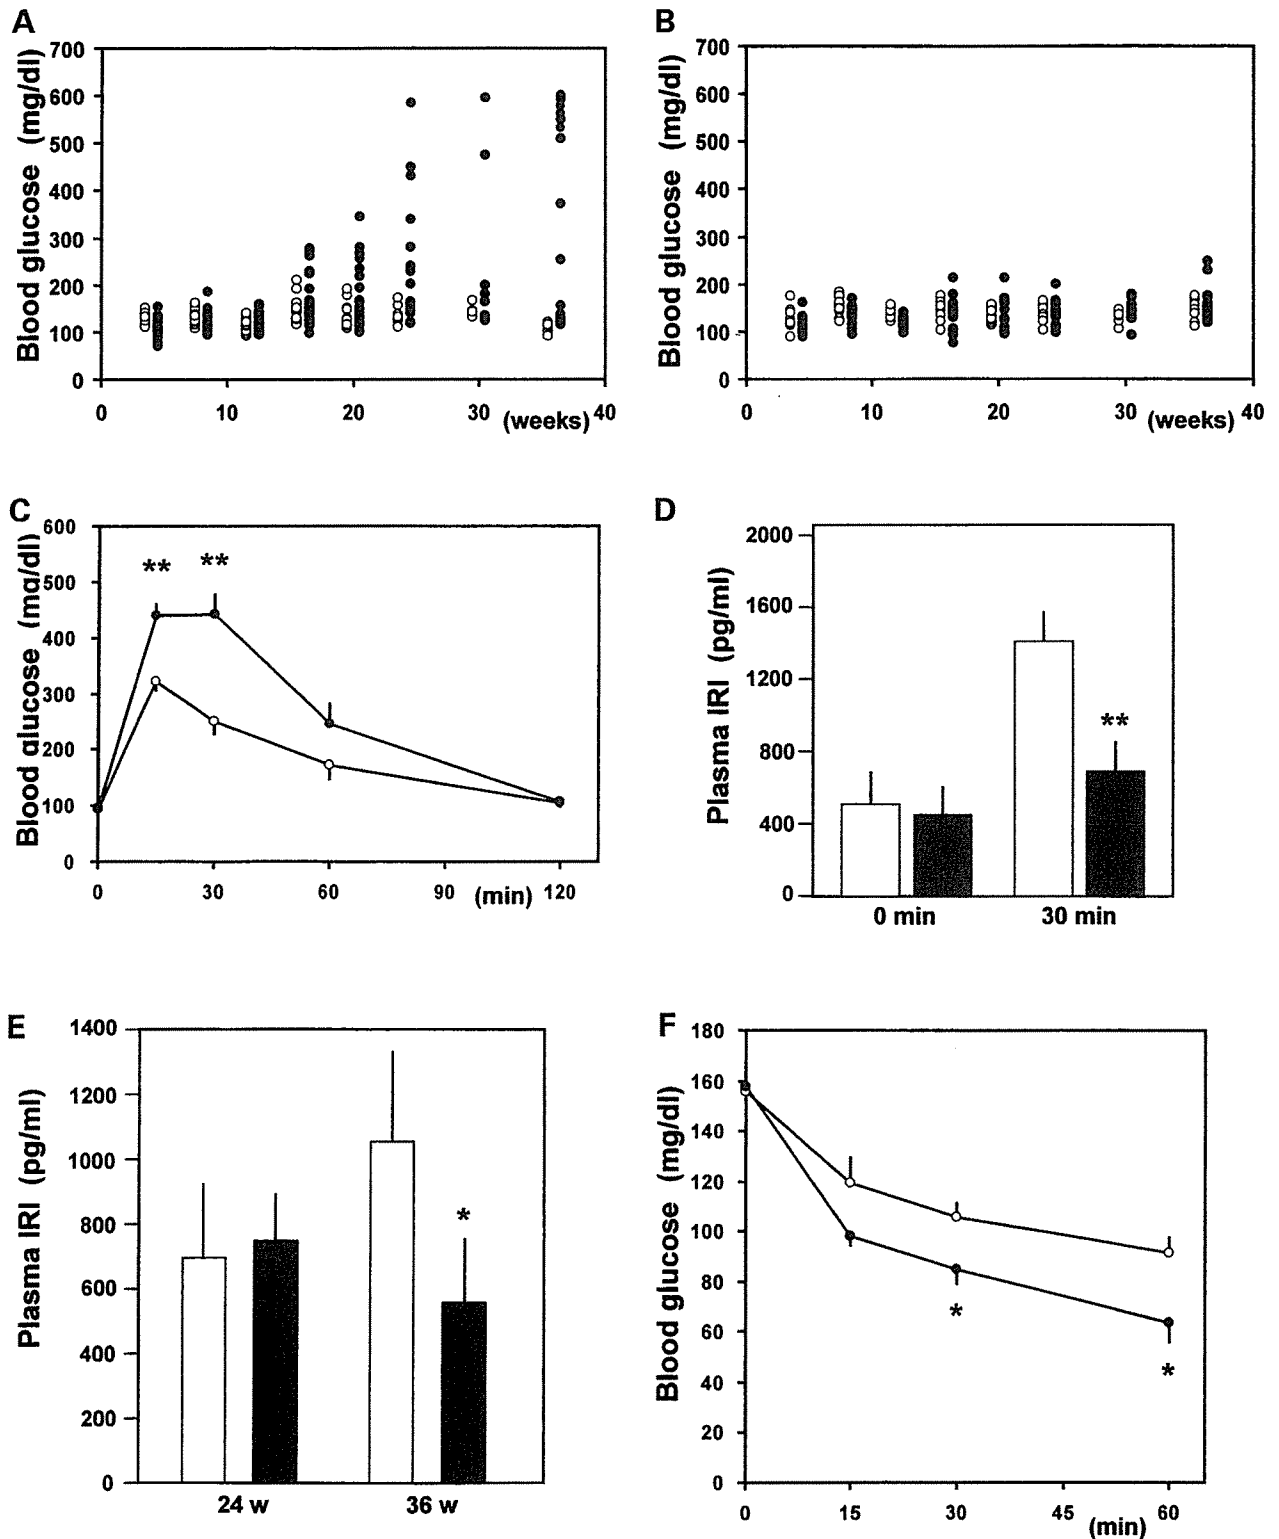 A
Blood glucose (mg/dl)
700
600
500
400
300
200
100
0
0 10 20 30 (weeks) 40
B
Blood glucose (mg/dl)
700
600
500
400
300
200
100
0
0 10 20 30 (weeks) 40
C
Blood glucose (mg/dl)
600
500
400
300
200
100
0
** **
0 30 60 90 (min) 120
D
Plasma IRI (pg/ml)
2000
1600
1200
800
400
0
**
0 min 30 min
E
Plasma IRI (pg/ml)
1400
1200
1000
800
600
400
200
0
*
24 w 36 w
F
Blood glucose (mg/dl)
180
160
140
120
100
80
60
40
20
0
*
*
0 15 30 45 (min) 60